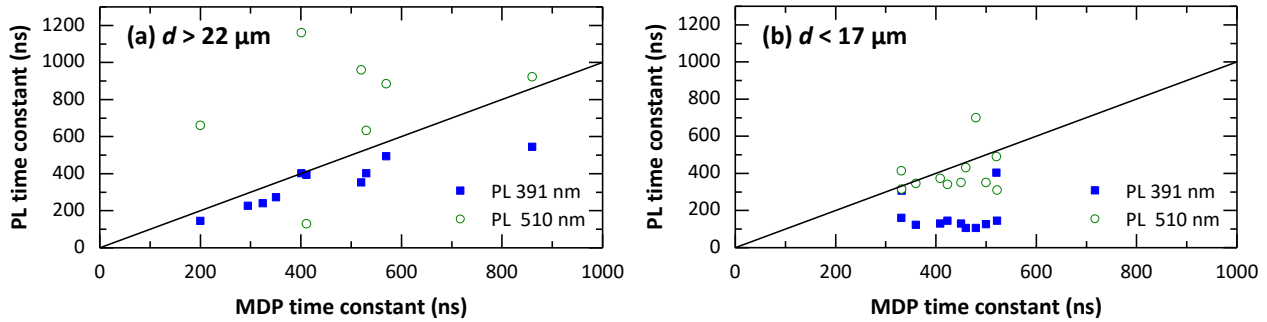 (a) d > 22 µm
PL time constant (ns)
1200
1000
800
600
400
200
0
PL 391 nm
PL 510 nm
0 200 400 600 800 1000
MDP time constant (ns)
(b) d < 17 µm
PL time constant (ns)
1200
1000
800
600
400
200
0
PL 391 nm
PL 510 nm
0 200 400 600 800 1000
MDP time constant (ns)